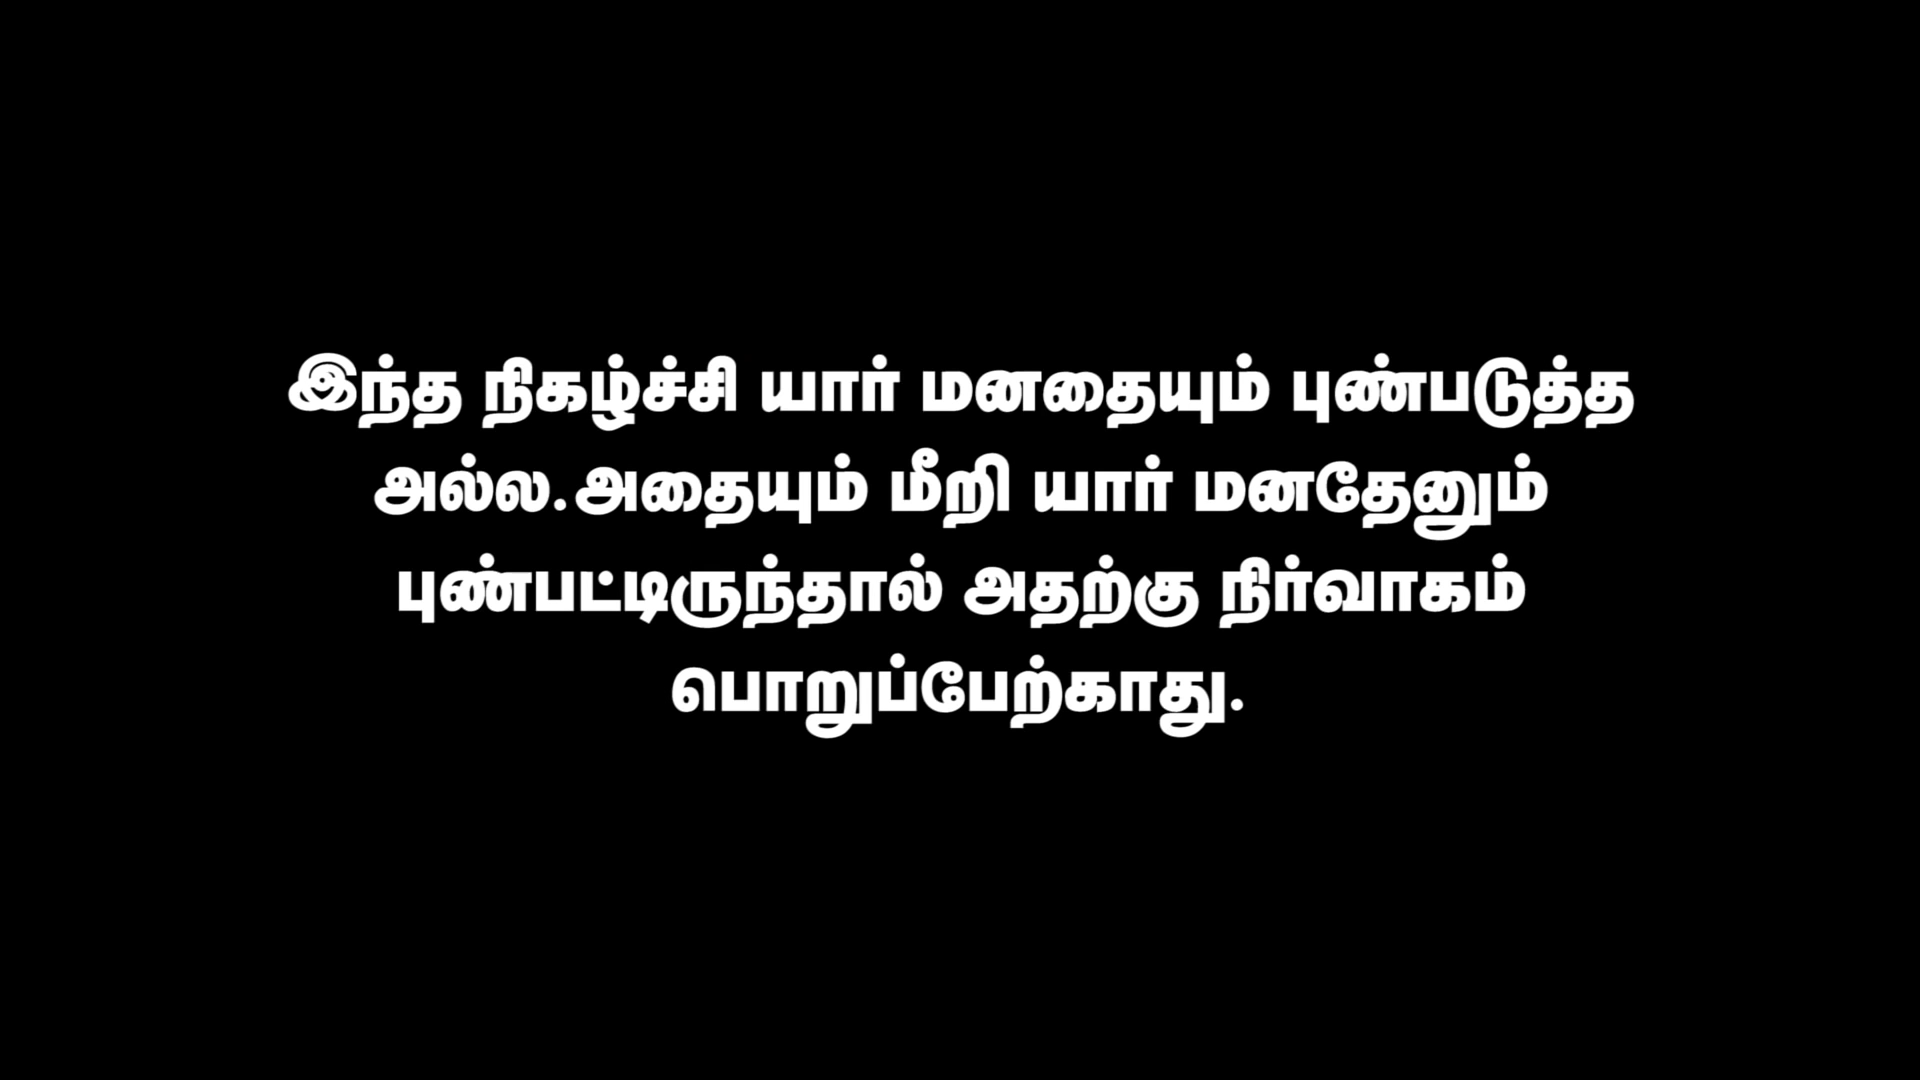 இந்த நிகழ்ச்சி யார் மனதையும் புண்படுத்த
அல்ல.அதையும் மீறி யார் மனதேனும்
புண்பட்டிருந்தால் அதற்கு நிர்வாகம்
பொறுப்பேற்காது.